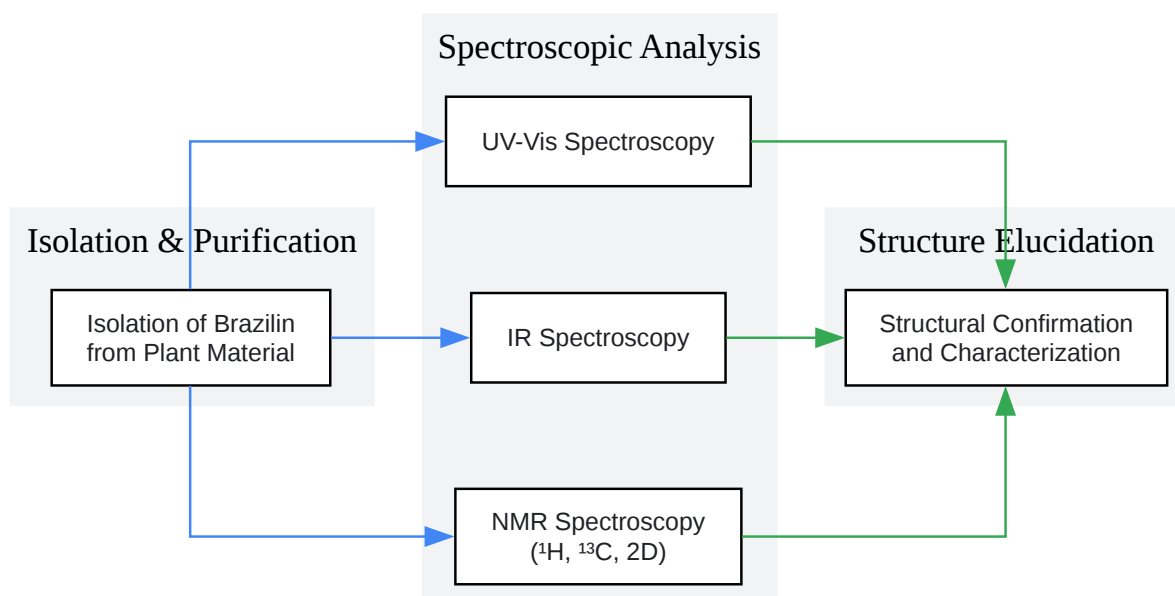 Spectroscopic Analysis
UV-Vis Spectroscopy
Isolation & Purification
Structure Elucidation
Isolation of Brazilin
from Plant Material
IR Spectroscopy
Structural Confirmation
and Characterization
NMR Spectroscopy
(¹H, ¹³C, 2D)